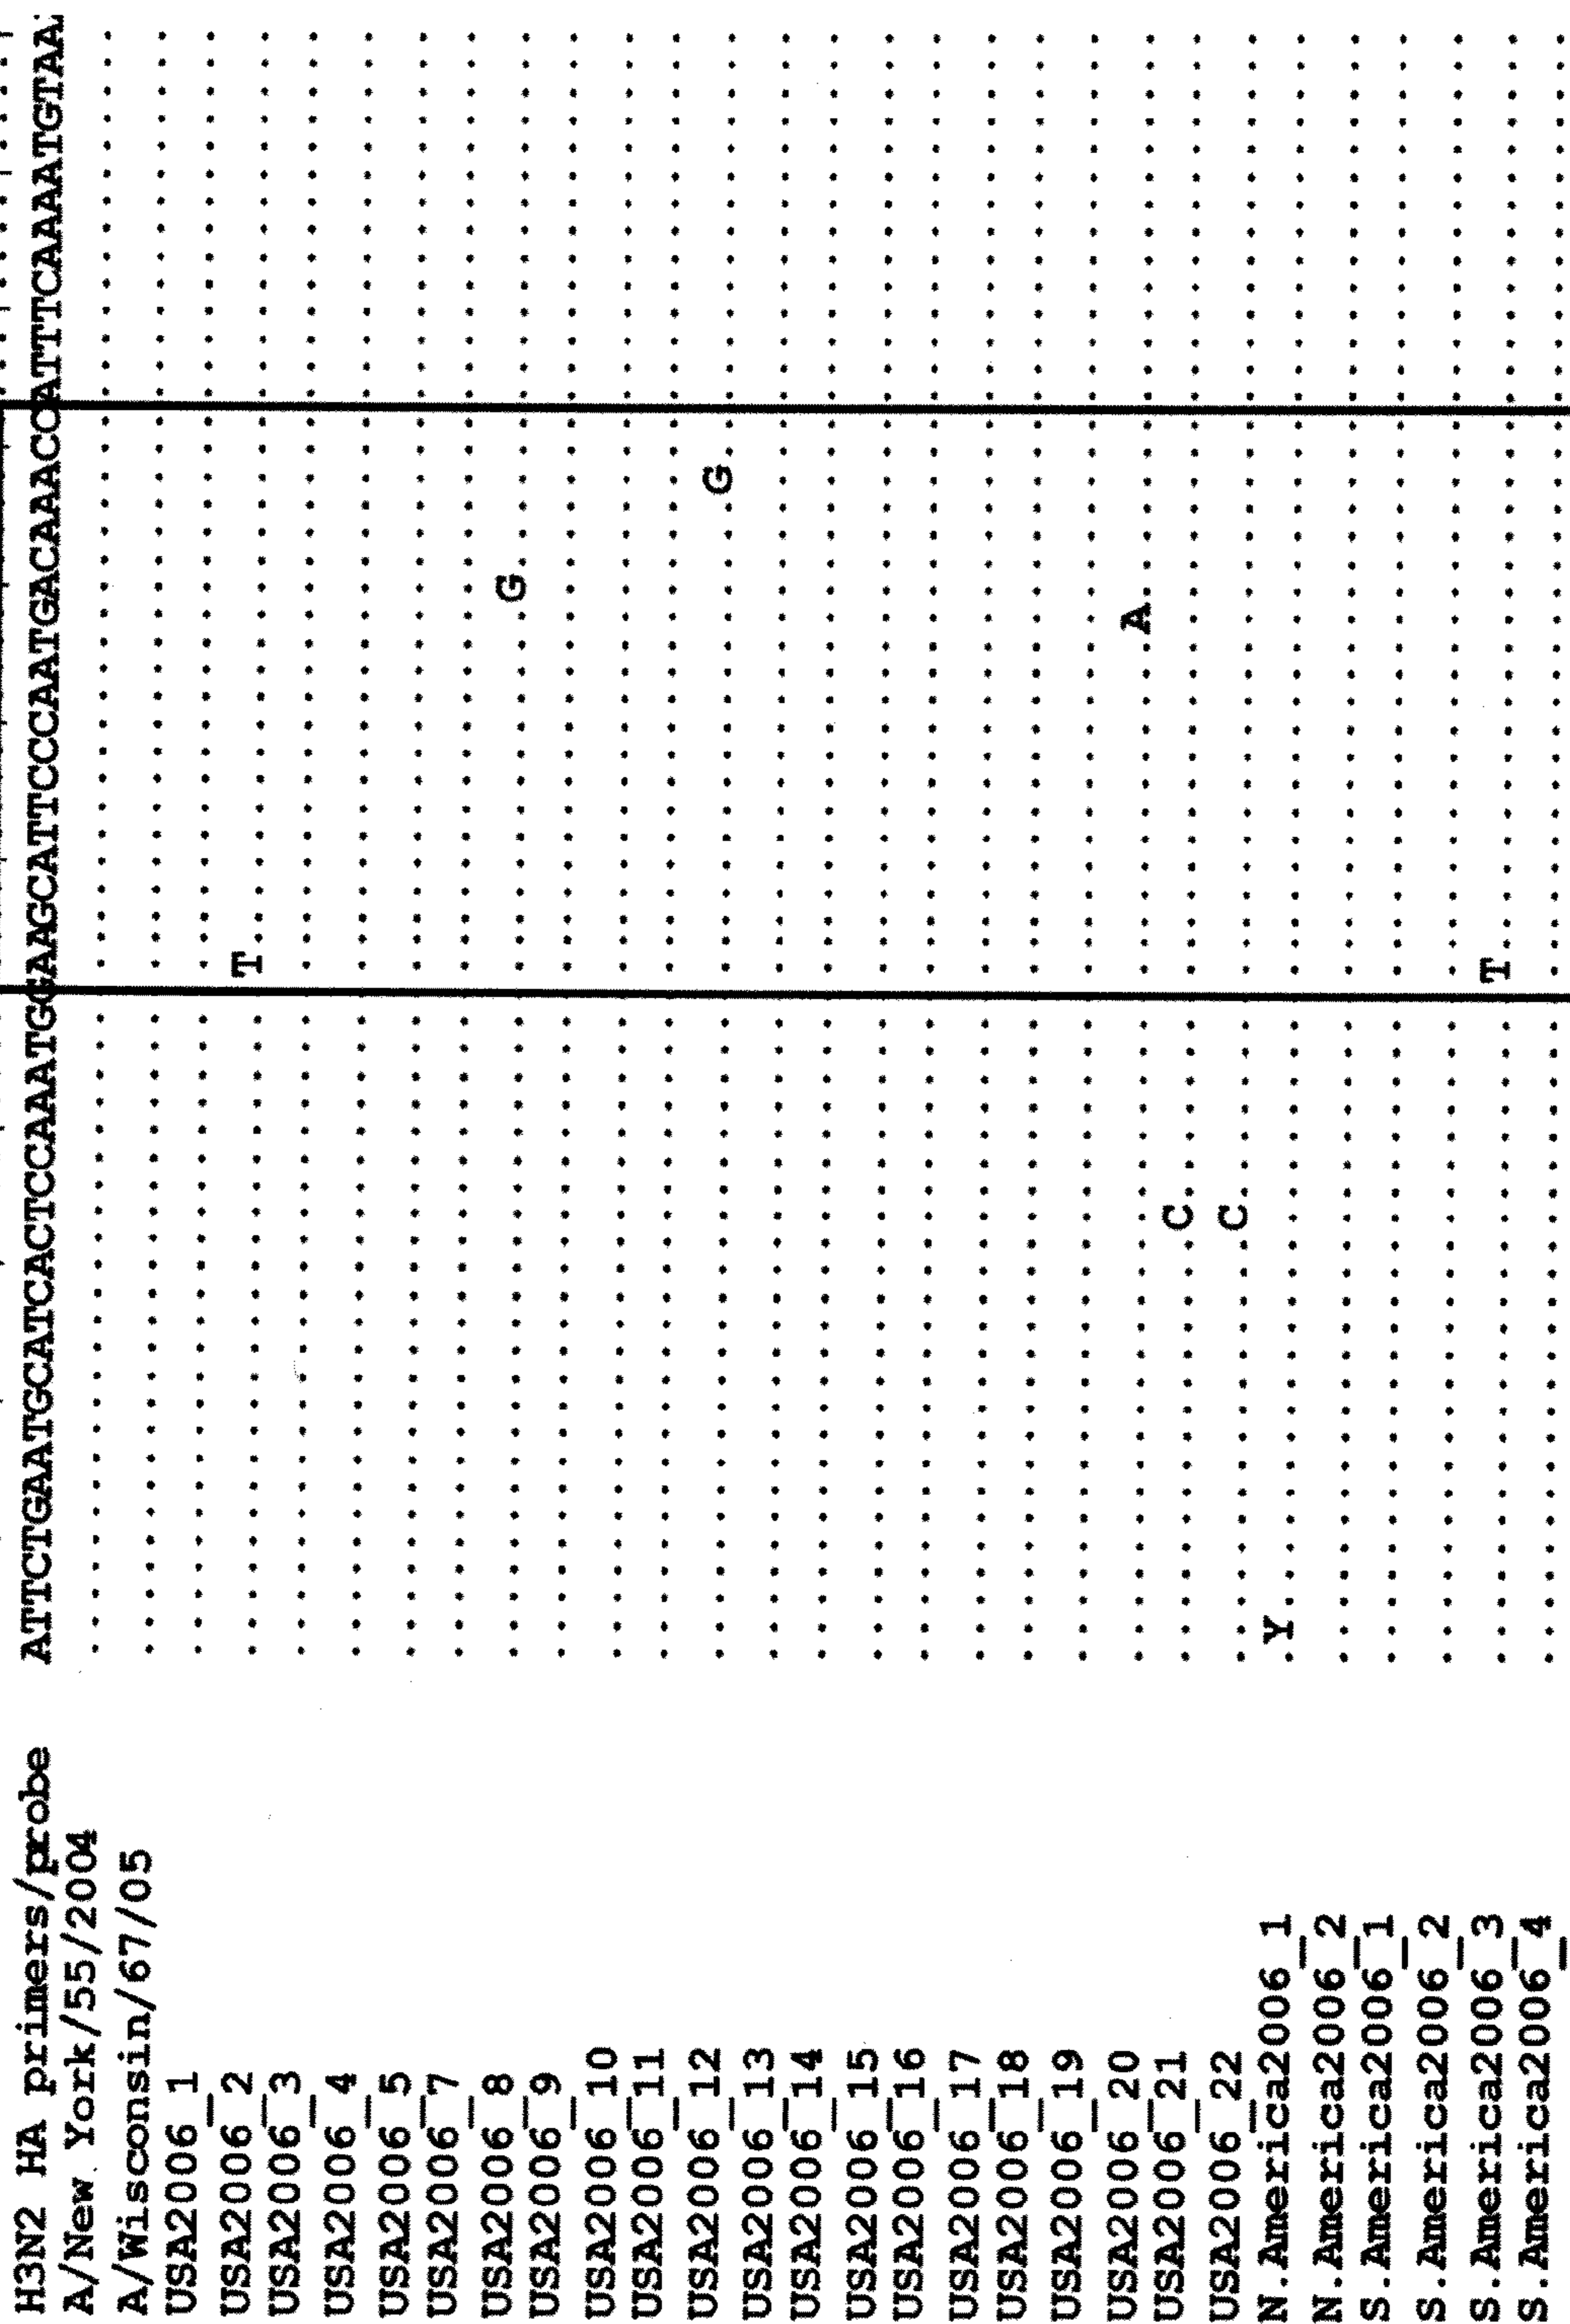 H3N2 HA primers/probe ATTCTGAATGCATCACTCCAAATGGAAGCATTCCCAATGACAAACCATTTCAAATGTAA
A/New York/55/2004 ...........................................................
A/Wisconsin/67/05 ...........................................................
USA2006_1 ...........................................................
USA2006_2 .........................T.................................
USA2006_3 ...........................................................
USA2006_4 ...........................................................
USA2006_5 ...........................................................
USA2006_7 ...........................................................
USA2006_8 .......................................G...................
USA2006_9 ...........................................................
USA2006_10 ...........................................................
USA2006_11 ...........................................................
USA2006_12 ...........................................G...............
USA2006_13 ...........................................................
USA2006_14 ...........................................................
USA2006_15 ...........................................................
USA2006_16 ...........................................................
USA2006_17 ...........................................................
USA2006_18 ...........................................................
USA2006_19 ...........................................................
USA2006_20 ......................................A....................
USA2006_21 ................C..........................................
USA2006_22 ................C..........................................
N.America2006_1 .Y.........................................................
N.America2006_2 ...........................................................
S.America2006_1 ...........................................................
S.America2006_2 ...........................................................
S.America2006_3 .........................T.................................
S.America2006_4 ...........................................................